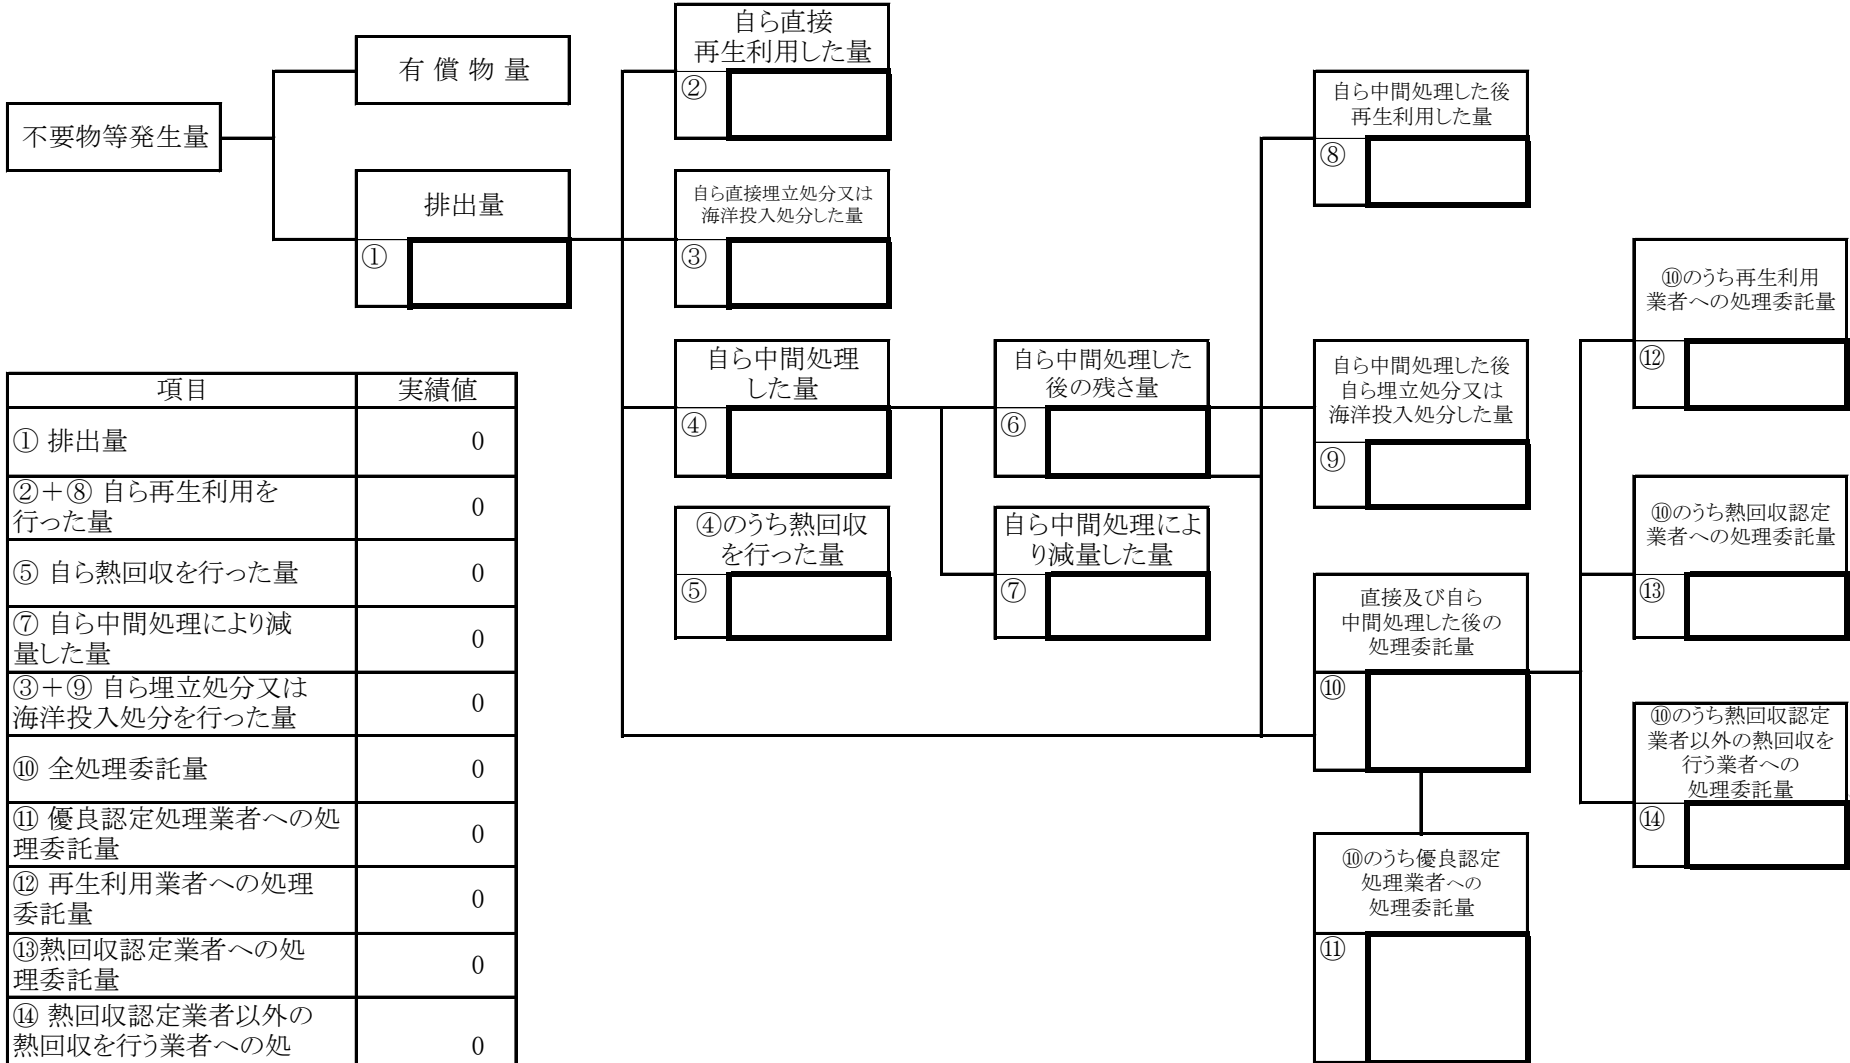 不要物等発生量
有 償 物 量
排出量
①
自ら直接
再生利用した量
②
自ら直接埋立処分又は
海洋投入処分した量
③
自ら中間処理
した量
④
④のうち熱回収
を行った量
⑤
自ら中間処理した
後の残さ量
⑥
自ら中間処理によ
り減量した量
⑦
自ら中間処理した後
再生利用した量
⑧
自ら中間処理した後
自ら埋立処分又は
海洋投入処分した量
⑨
直接及び自ら
中間処理した後の
処理委託量
⑩
⑩のうち優良認定
処理業者への
処理委託量
⑪
⑩のうち再生利用
業者への処理委託量
⑫
⑩のうち熱回収認定
業者への処理委託量
⑬
⑩のうち熱回収認定
業者以外の熱回収を
行う業者への
処理委託量
⑭
項目 実績値
① 排出量 0
②＋⑧ 自ら再生利用を
行った量 0
⑤ 自ら熱回収を行った量 0
⑦ 自ら中間処理により減
量した量 0
③＋⑨ 自ら埋立処分又は
海洋投入処分を行った量 0
⑩ 全処理委託量 0
⑪ 優良認定処理業者への処
理委託量 0
⑫ 再生利用業者への処理
委託量 0
⑬熱回収認定業者への処
理委託量 0
⑭ 熱回収認定業者以外の
熱回収を行う業者への処 0